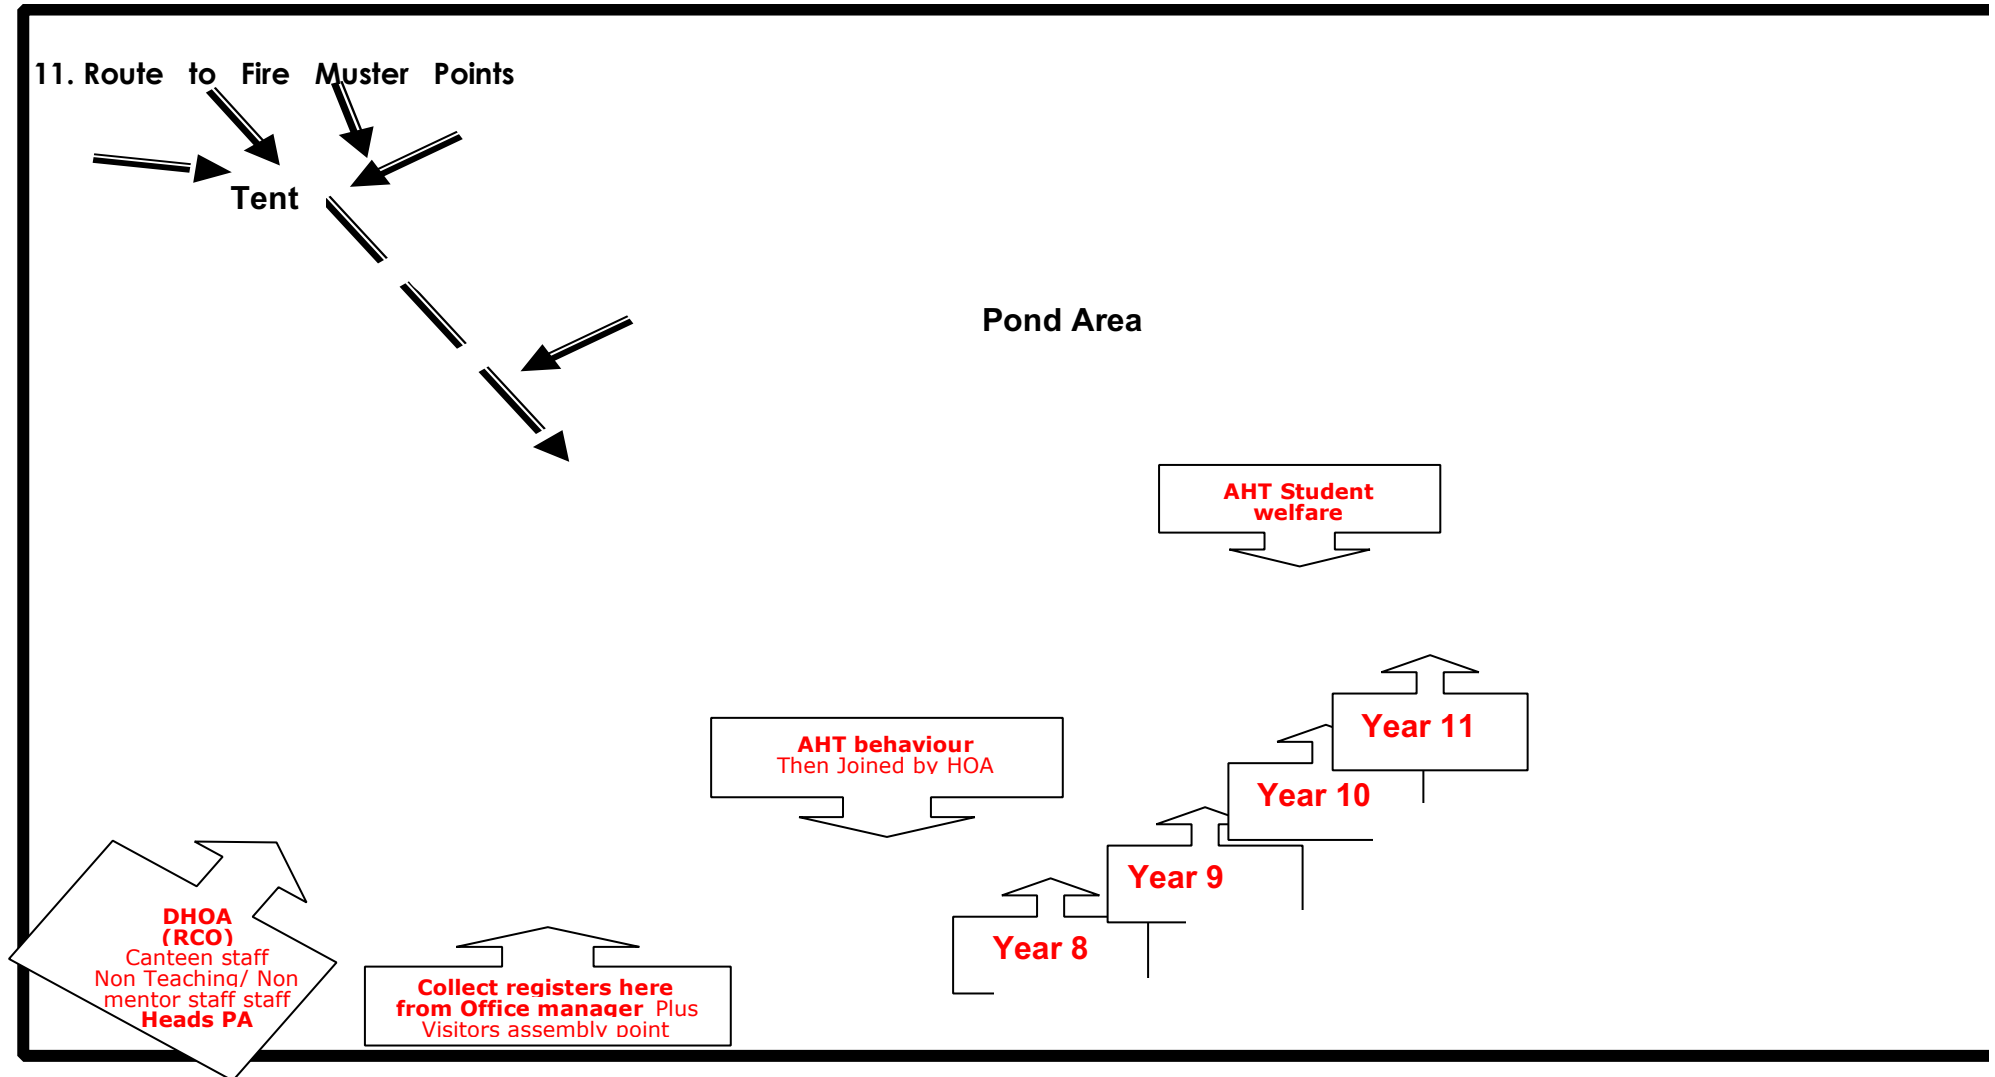 11. Route to Fire Muster Points
Tent
Pond Area
AHT Student
welfare
Year 11
AHT behaviour
Then Joined by HOA
Year 10
Year 9
Year 8
DHOA
(RCO)
Canteen staff
Non Teaching/ Non
mentor staff staff
Heads PA
Collect registers here
from Office manager Plus
Visitors assembly point